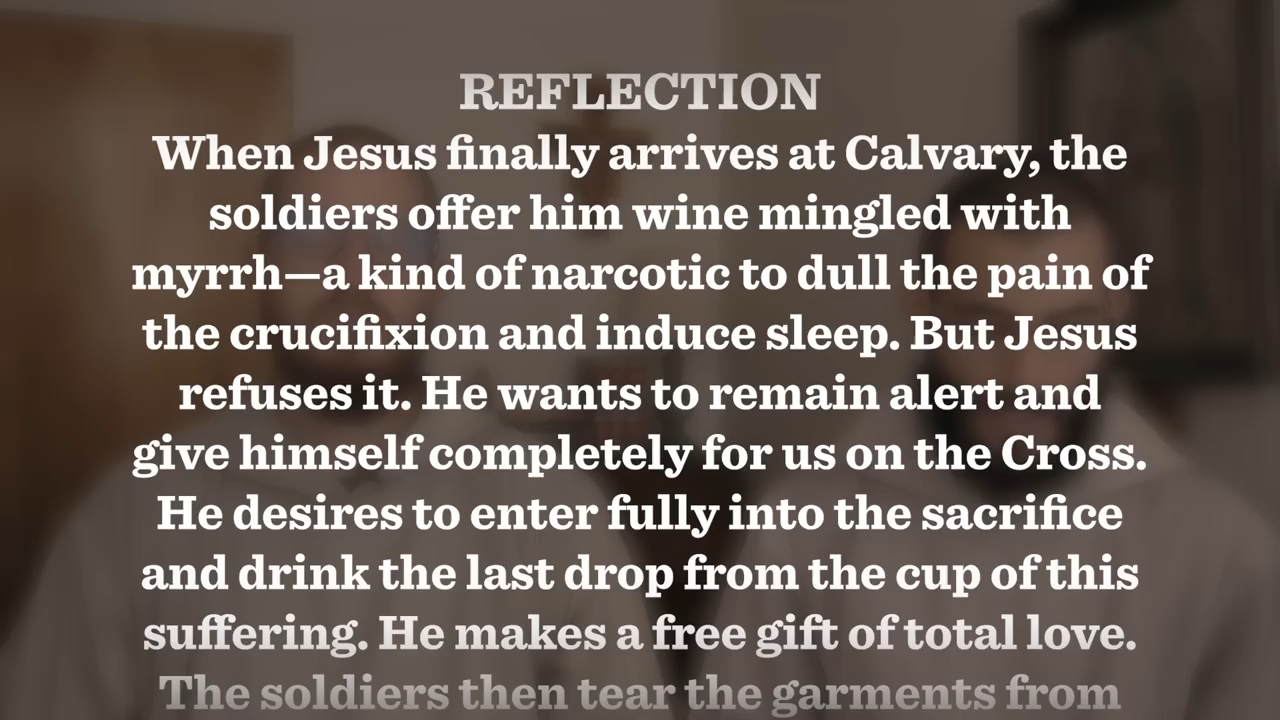 REFLECTION
When Jesus finally arrives at Calvary, the
soldiers offer him wine mingled with
myrrh—a kind of narcotic to dull the pain of
the crucifixion and induce sleep. But Jesus
refuses it. He wants to remain alert and
give himself completely for us on the Cross.
He desires to enter fully into the sacrifice
and drink the last drop from the cup of this
suffering. He makes a free gift of total love.
The soldiers then tear the garments from